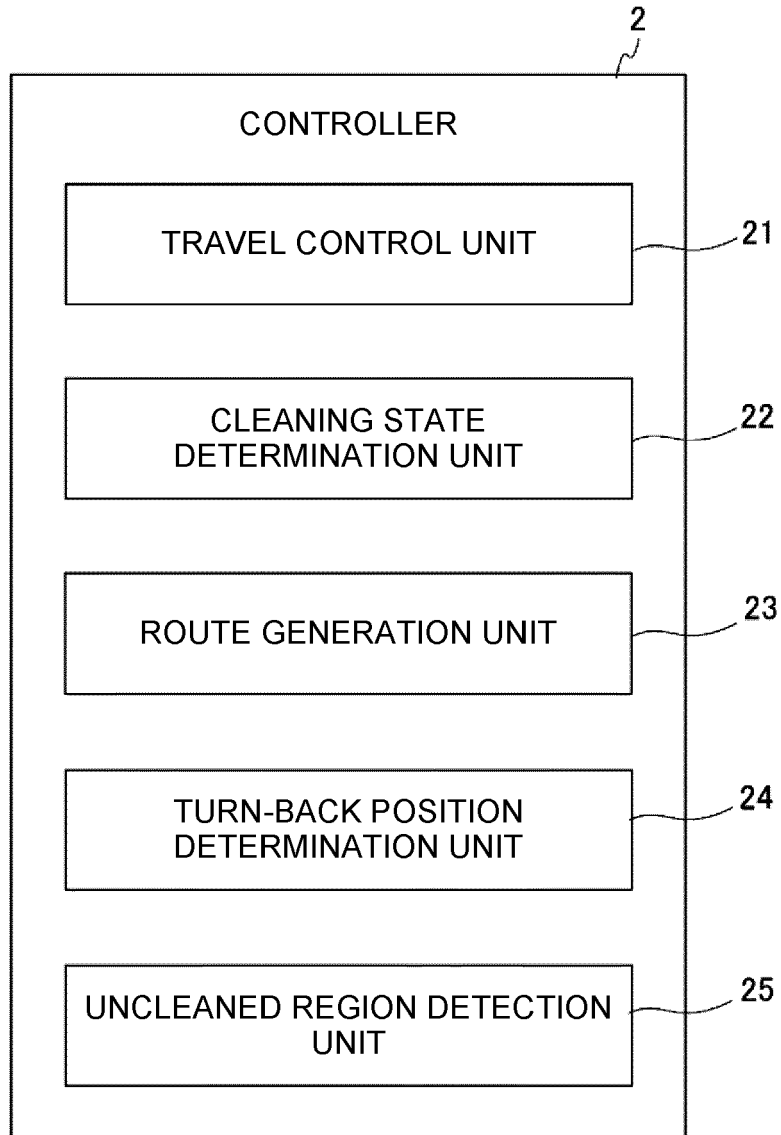 2
CONTROLLER
TRAVEL CONTROL UNIT
21
CLEANING STATE
DETERMINATION UNIT
22
ROUTE GENERATION UNIT
23
TURN-BACK POSITION
DETERMINATION UNIT
24
UNCLEANED REGION DETECTION
UNIT
25